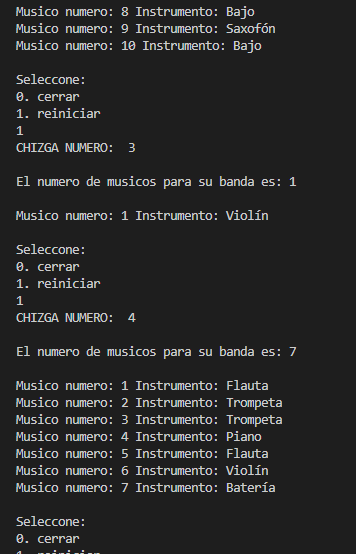 Musico numero: 8 Instrumento: Bajo
Musico numero: 9 Instrumento: Saxofón
Musico numero: 10 Instrumento: Bajo
Seleccone:
0. cerrar
1. reiniciar
1
CHIZGA NUMERO:  3
El numero de musicos para su banda es: 1
Musico numero: 1 Instrumento: Violín
Seleccone:
0. cerrar
1. reiniciar
1
CHIZGA NUMERO:  4
El numero de musicos para su banda es: 7
Musico numero: 1 Instrumento: Flauta
Musico numero: 2 Instrumento: Trompeta
Musico numero: 3 Instrumento: Trompeta
Musico numero: 4 Instrumento: Piano
Musico numero: 5 Instrumento: Flauta
Musico numero: 6 Instrumento: Violín
Musico numero: 7 Instrumento: Batería
Seleccone:
0. cerrar
1. reiniciar